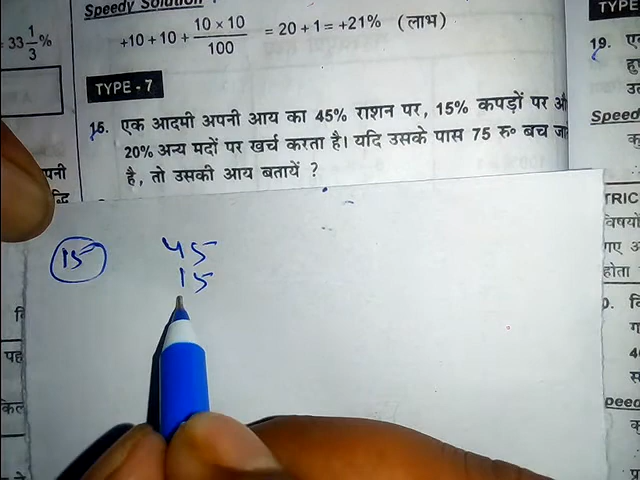 Speedy Solution
= 33 1/3 %
+10 + 10 + (10 × 10)/100 = 20 + 1 = +21% (लाभ)
TYPE
19.
TYPE - 7
15. एक आदमी अपनी आय का 45% राशन पर, 15% कपड़ों पर
20% अन्य मदों पर खर्च करता है। यदि उसके पास 75 रु० बच
है, तो उसकी आय बतायें ?
Speed
TRIC
15
45
15
होता
peed